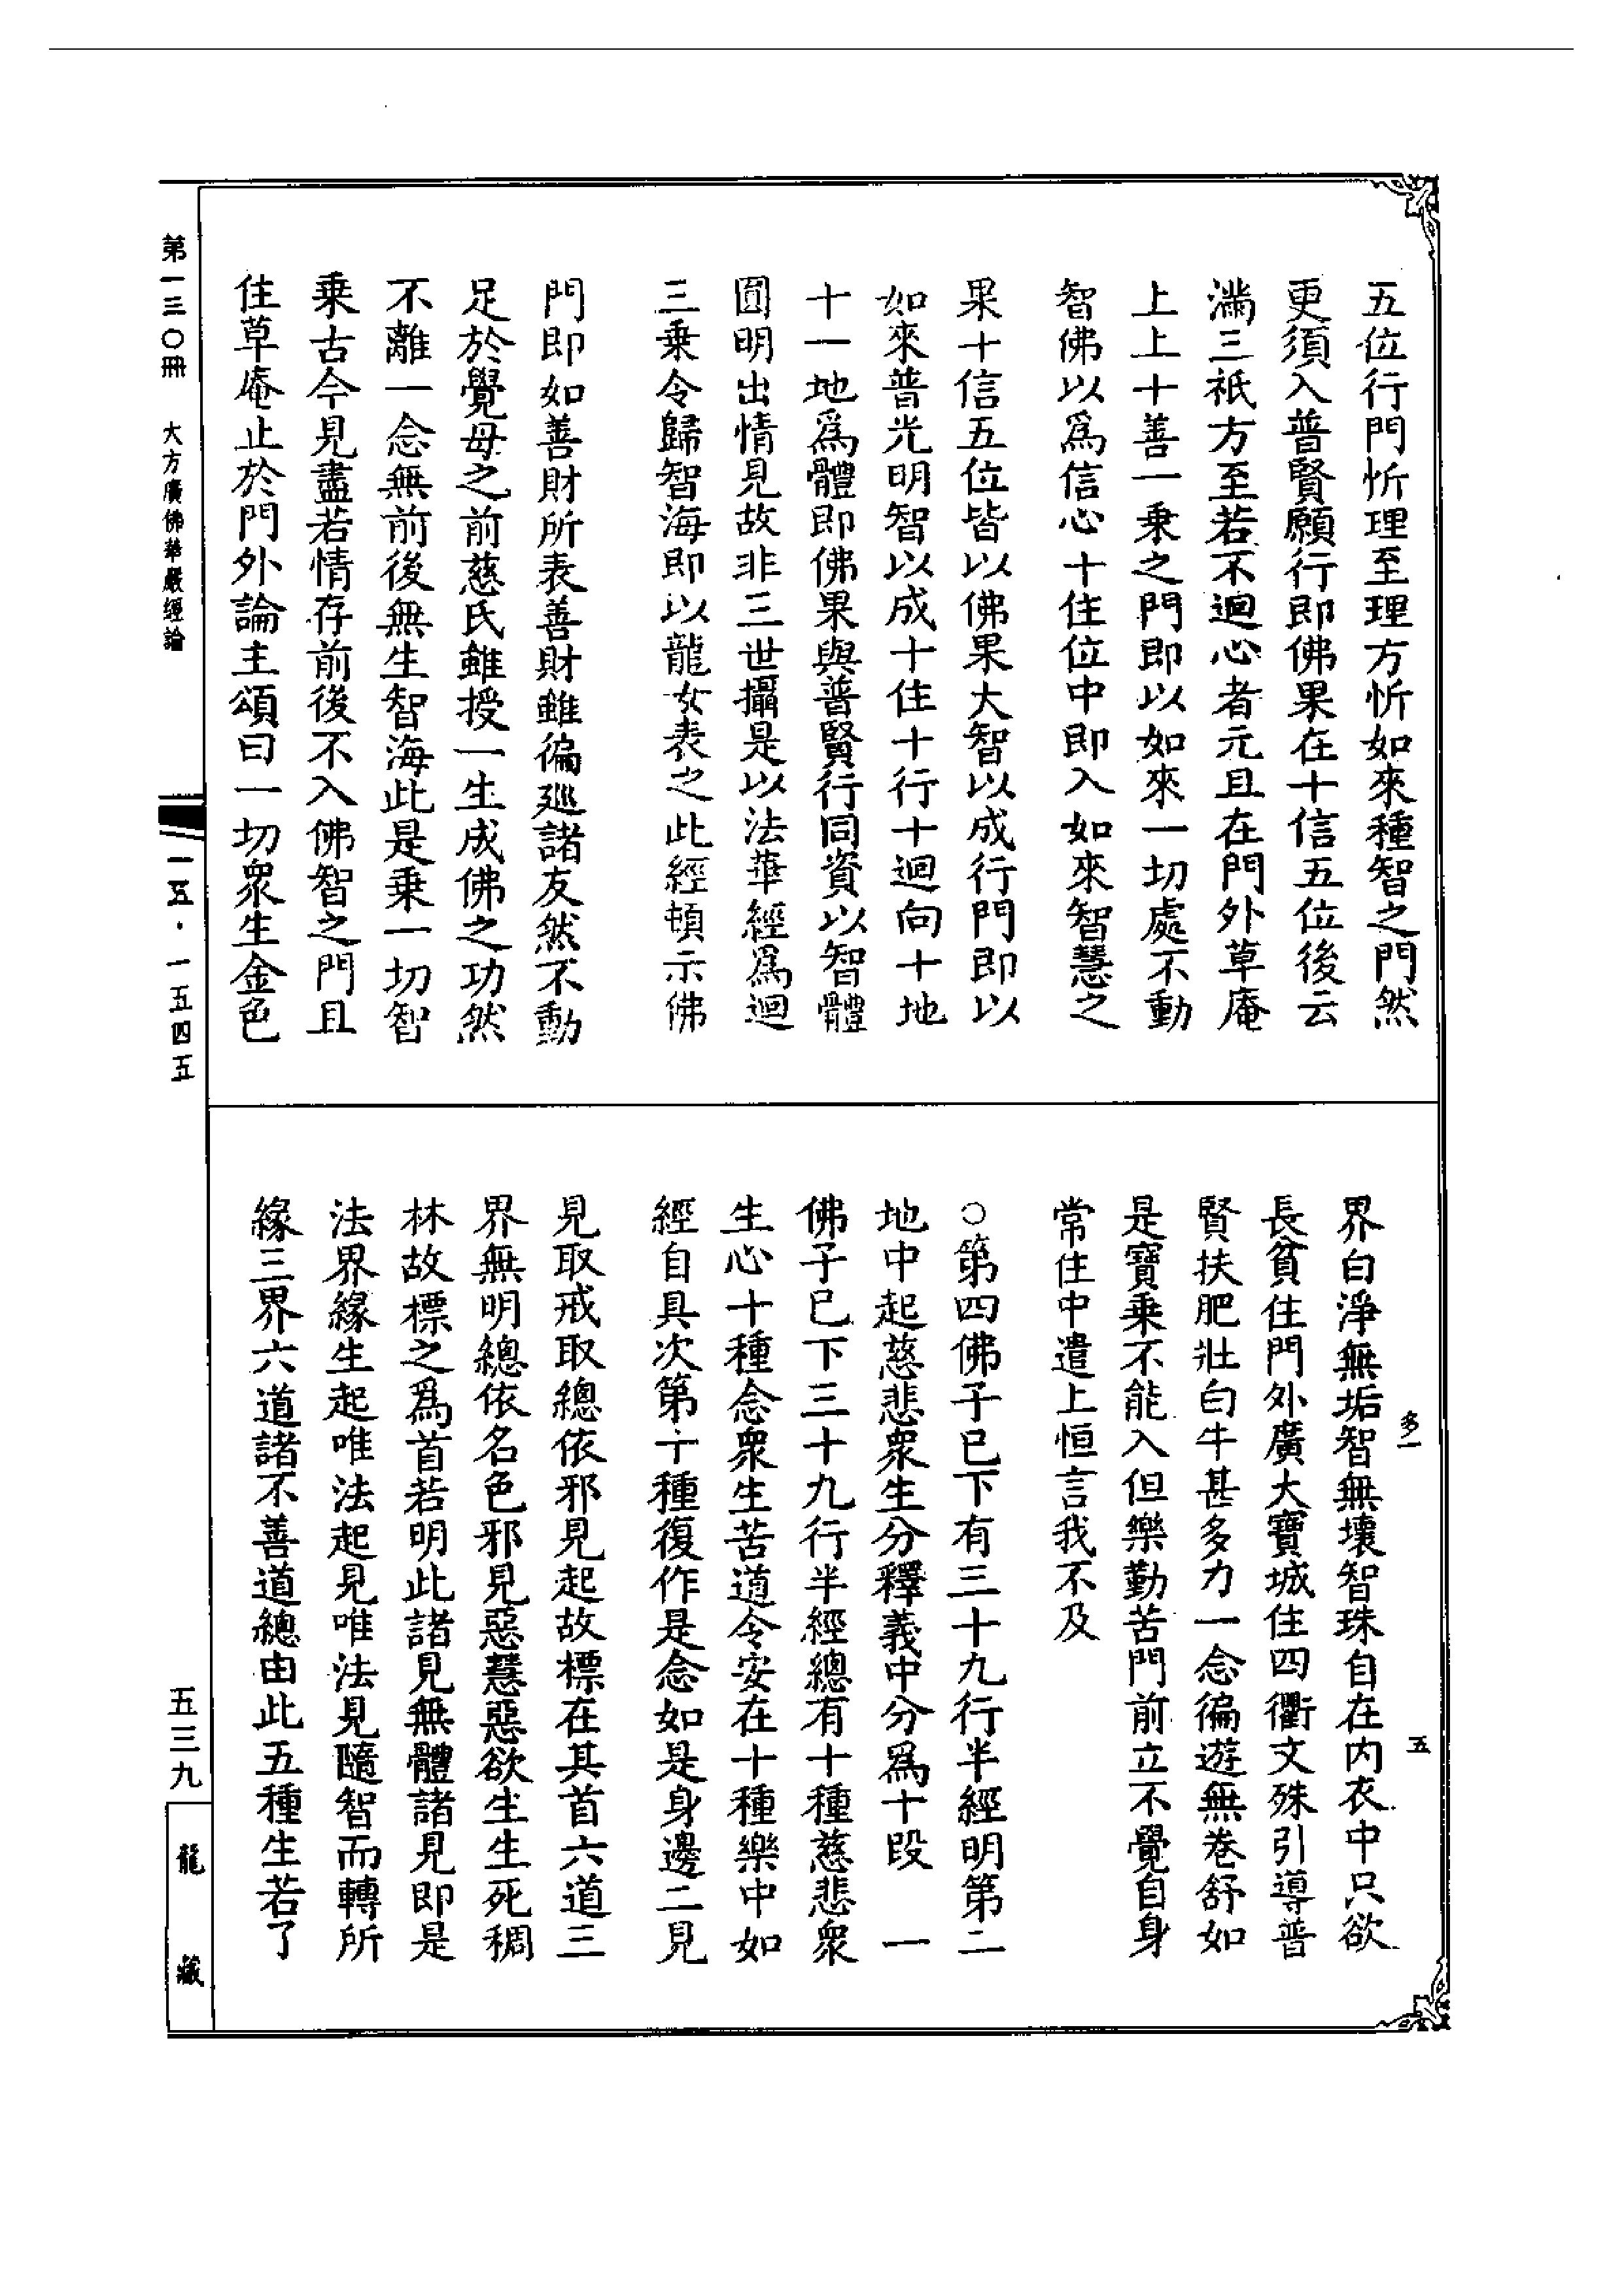 五位行門忻理至理方忻如來種智之門然
更須入普賢願行即佛果在十信五位後云
滿三祇方至若不迴心者元且在門外草庵
上上十善一乘之門即以如來一切處不動
智佛以爲信心十住位中即入如來智慧之
果十信五位皆以佛果大智以成行門即以
如來普光明智以成十住十行十迴向十地
十一地爲體即佛果與普賢行同資以智體
圓明出情見故非三世攝是以法華經爲迴
三乘令歸智海即以龍女表之此經頓示佛
門即如善財所表善財雖徧巡諸友然不動
足於覺母之前慈氏雖授一生成佛之功然
不離一念無前後無生智海此是乘一切智
乘古今見盡若情存前後不入佛智之門且
住草庵止於門外論主頌曰一切衆生金色
界白淨無垢智無壞智珠自在內衣中只欲
長貧住門外廣大寶城住四衢文殊引導普
賢扶肥壯白牛甚多力一念徧遊無卷舒如
是寶乘不能入但樂勤苦門前立不覺自身
常住中遣上恒言我不及
○第四佛子已下有三十九行半經明第二
地中起慈悲衆生分釋義中分爲十段 一
佛子已下三十九行半經總有十種慈悲衆
生心十種念衆生苦道令安在十種樂中如
經自具次第十種復作是念如是身邊二見
見取戒取總依邪見起故標在其首六道三
界無明總依名色邪見惡慧惡欲生生死稠
林故標之爲首若明此諸見無體諸見即是
法界緣生起唯法起見唯法見隨智而轉所
緣三界六道諸不善道總由此五種生若了
多一
五
第一三〇冊 大方廣佛華嚴經論
一五·一五四五
五三九
龍藏